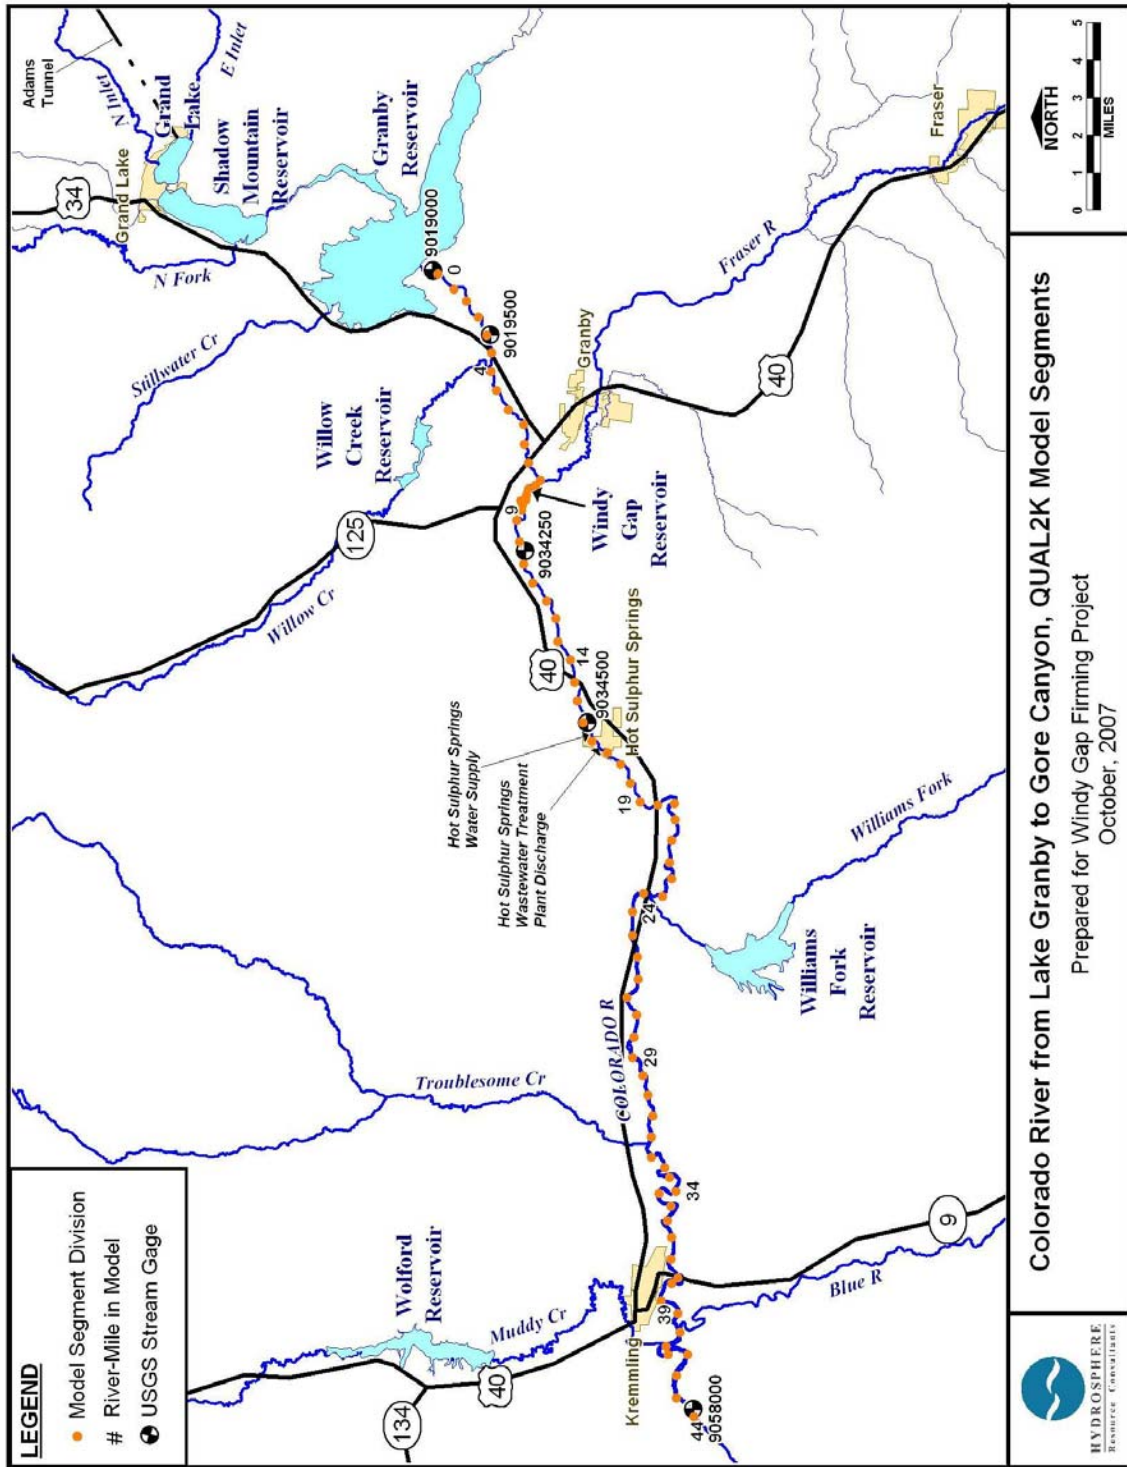 LEGEND
Model Segment Division
# River-Mile in Model
USGS Stream Gage
134
40
Wolford
Reservoir
Muddy Cr
Kremmling
44
9058000
39
Blue R
9
34
Troublesome Cr
COLORADO R
29
24
Williams
Fork
Reservoir
Williams Fork
19
Hot Sulphur Springs
Water Supply
Hot Sulphur Springs
Wastewater Treatment
Plant Discharge
Hot Sulphur Springs
9034500
14
40
Willow Cr
125
9034250
9
Windy
Gap
Reservoir
Willow
Creek
Reservoir
Stillwater Cr
4
9019500
0
9019000
Granby
Fraser R
40
Fraser
Granby
Reservoir
N Fork
34
Grand Lake
Shadow
Mountain
Reservoir
Grand
Lake
N Inlet
E Inlet
Adams
Tunnel
HYDROSPHERE
Resource Consultants
Colorado River from Lake Granby to Gore Canyon, QUAL2K Model Segments
Prepared for Windy Gap Firming Project
October, 2007
NORTH
0 1 2 3 4 5
MILES